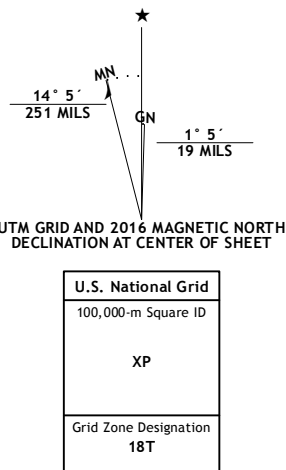 MN
GN
14° 5´
251 MILS
1° 5´
19 MILS
UTM GRID AND 2016 MAGNETIC NORTH
DECLINATION AT CENTER OF SHEET
U.S. National Grid
100,000-m Square ID
XP
Grid Zone Designation
18T